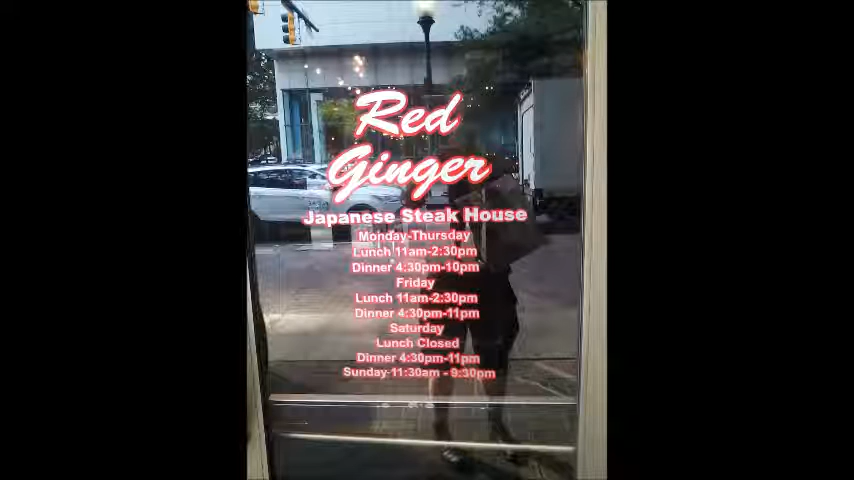 Red
Ginger
Japanese Steak House
Monday-Thursday
Lunch 11am-2:30pm
Dinner 4:30pm-10pm
Friday
Lunch 11am-2:30pm
Dinner 4:30pm-11pm
Saturday
Lunch Closed
Dinner 4:30pm-11pm
Sunday-11:30am - 9:30pm